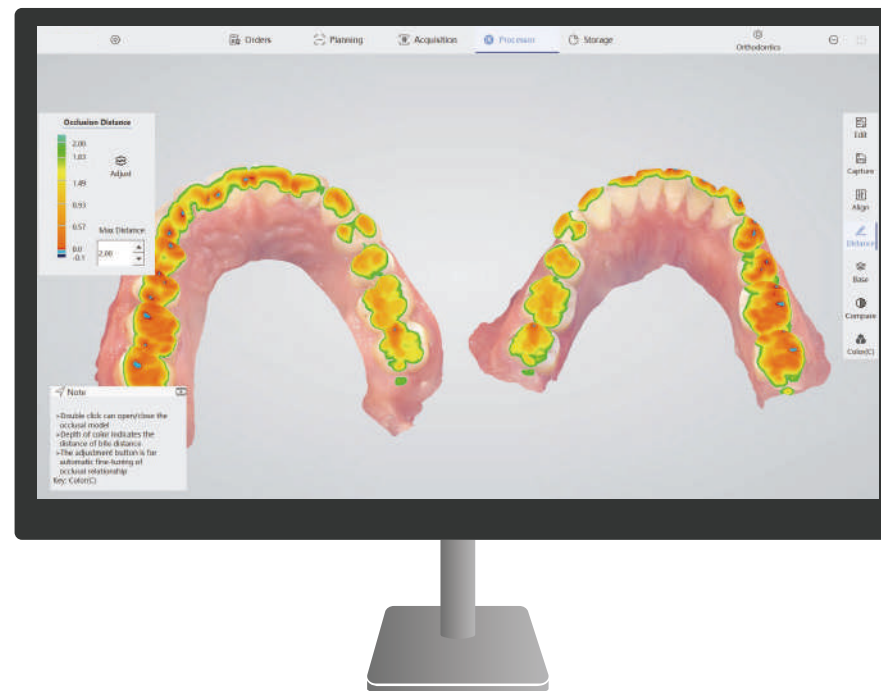 Orders
Planning
Acquisition
Processor
Storage
Orthodontics
Occlusion Distance
2.00
1.83
1.49
0.93
0.57
0.0
-0.1
Adjust
Max Distance
2.00
Edit
Capture
Align
Distance
Base
Compare
Color(C)
Note
>Double click can open/close the
occlusal model
>Depth of color indicates the
distance of bite distance
>The adjustment button is for
automatic fine-tuning of
occlusal relationship
Key: Color(C)